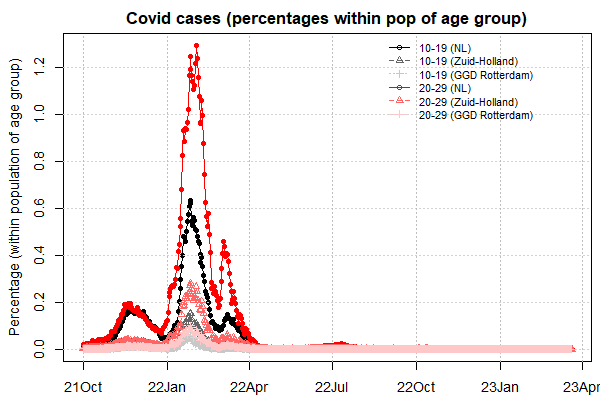 Covid cases (percentages within pop of age group)
10-19 (NL)
10-19 (Zuid-Holland)
10-19 (GGD Rotterdam)
20-29 (NL)
20-29 (Zuid-Holland)
20-29 (GGD Rotterdam)
Percentage (within population of age group)
1.2
1.0
0.8
0.6
0.4
0.2
0.0
21Oct 22Jan 22Apr 22Jul 22Oct 23Jan 23Apr